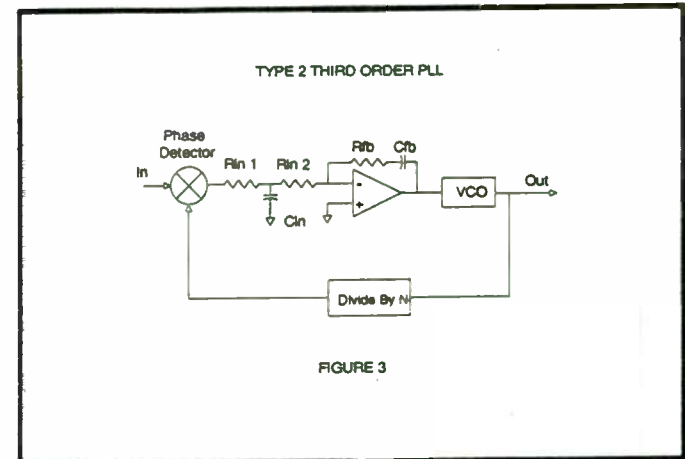 TYPE 2 THIRD ORDER PLL
Phase
Detector
In
Rin 1
Rin 2
Rfb
Cfb
Cin
-
+
VCO
Out
Divide By N
FIGURE 3